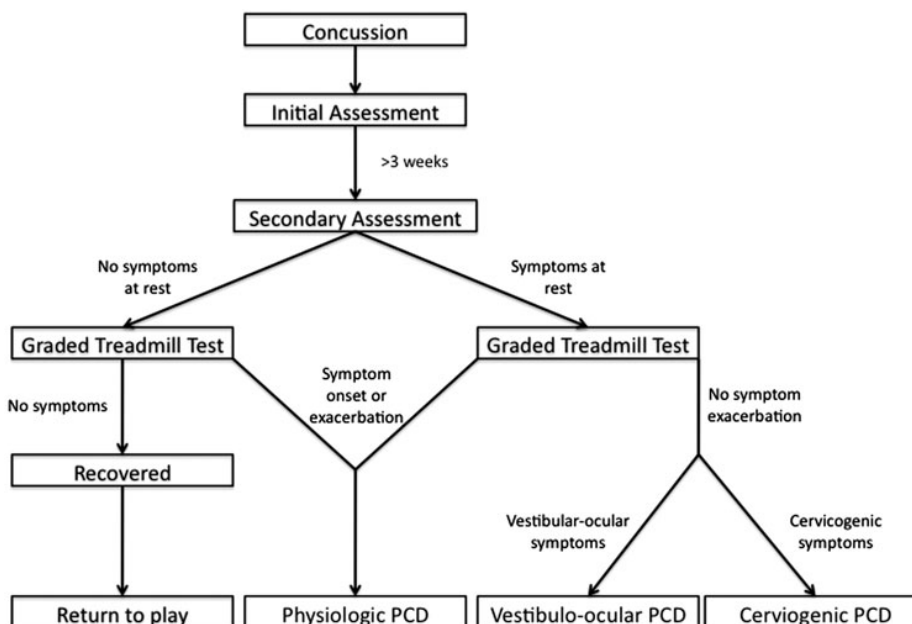 Concussion
Initial Assessment
>3 weeks
Secondary Assessment
No symptoms
at rest
Symptoms at
rest
Graded Treadmill Test
Graded Treadmill Test
No symptoms
Symptom
onset or
exacerbation
No symptom
exacerbation
Recovered
Vestibular-ocular
symptoms
Cervicogenic
symptoms
Return to play
Physiologic PCD
Vestibulo-ocular PCD
Cerviogenic PCD